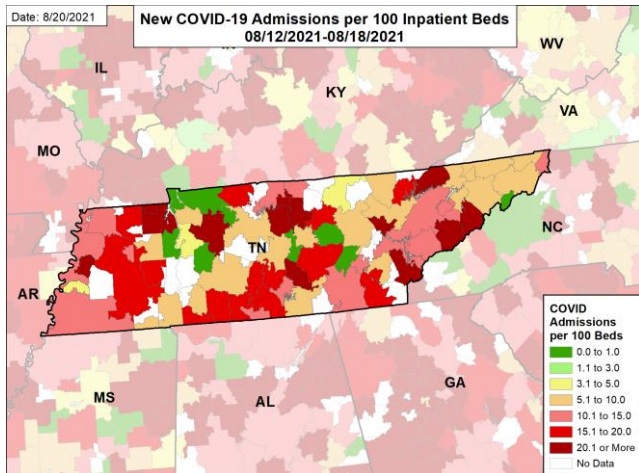 Date: 8/20/2021
New COVID-19 Admissions per 100 Inpatient Beds
08/12/2021-08/18/2021
WV
IL
KY
VA
MO
TN
NC
AR
MS
AL
GA
COVID
Admissions
per 100 Beds
0.0 to 1.0
1.1 to 3.0
3.1 to 5.0
5.1 to 10.0
10.1 to 15.0
15.1 to 20.0
20.1 or More
No Data